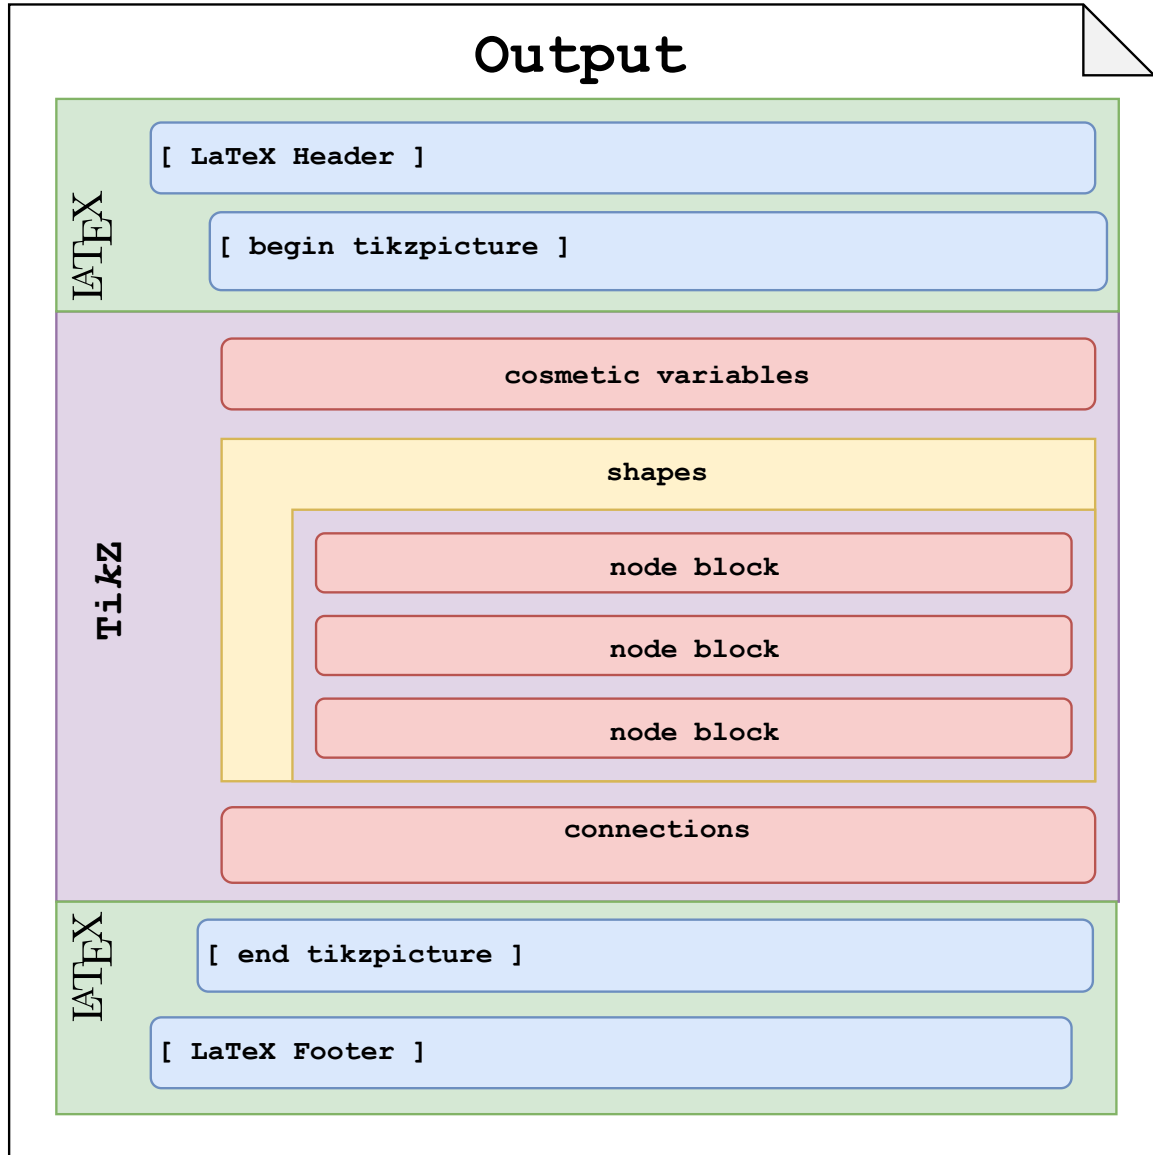 Output
LaTeX
[ LaTeX Header ]
[ begin tikzpicture ]
TikZ
cosmetic variables
shapes
node block
node block
node block
connections
LaTeX
[ end tikzpicture ]
[ LaTeX Footer ]